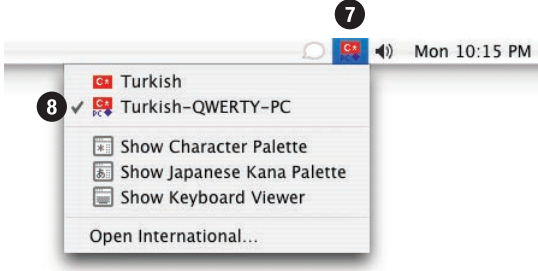 7
Mon 10:15 PM
Turkish
8 Turkish-QWERTY-PC
Show Character Palette
Show Japanese Kana Palette
Show Keyboard Viewer
Open International...